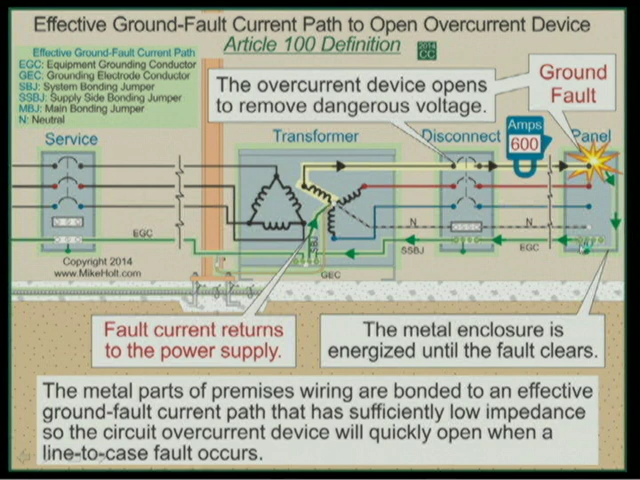 Effective Ground-Fault Current Path to Open Overcurrent Device
Article 100 Definition
2014
CC
Effective Ground-Fault Current Path
EGC: Equipment Grounding Conductor
GEC: Grounding Electrode Conductor
SBJ: System Bonding Jumper
SSBJ: Supply Side Bonding Jumper
MBJ: Main Bonding Jumper
N: Neutral
The overcurrent device opens
to remove dangerous voltage.
Ground
Fault
Service
Transformer
Disconnect
Amps
600
Panel
N
N
EGC
SBJ
SSBJ
EGC
GEC
Copyright 2014
www.MikeHolt.com
Fault current returns
to the power supply.
The metal enclosure is
energized until the fault clears.
The metal parts of premises wiring are bonded to an effective
ground-fault current path that has sufficiently low impedance
so the circuit overcurrent device will quickly open when a
line-to-case fault occurs.